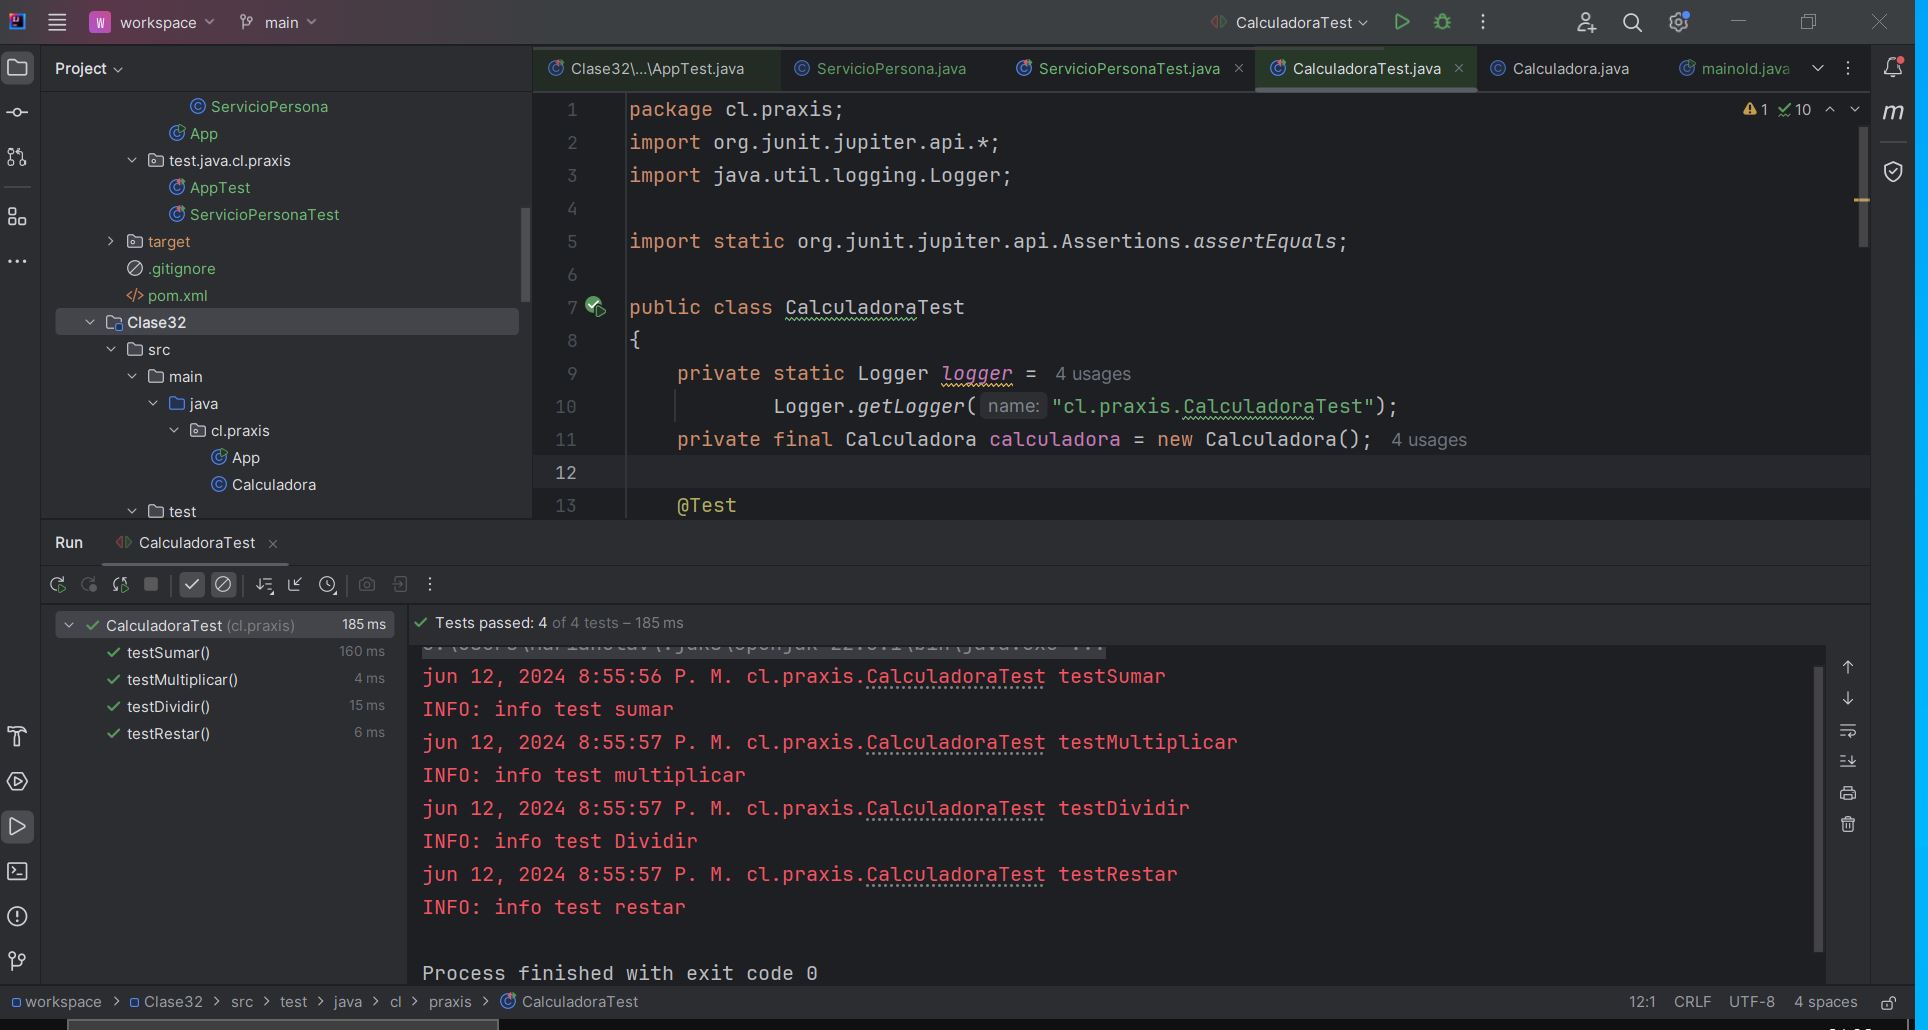 W workspace main CalculadoraTest
Project
Clase32\...\AppTest.java ServicioPersona.java ServicioPersonaTest.java CalculadoraTest.java Calculadora.java mainold.java
ServicioPersona
App
test.java.cl.praxis
AppTest
ServicioPersonaTest
target
.gitignore
pom.xml
Clase32
src
main
java
cl.praxis
App
Calculadora
test
1 10
1 package cl.praxis;
2 import org.junit.jupiter.api.*;
3 import java.util.logging.Logger;
4
5 import static org.junit.jupiter.api.Assertions.assertEquals;
6
7 public class CalculadoraTest
8 {
9 private static Logger logger = 4 usages
10 Logger.getLogger( name: "cl.praxis.CalculadoraTest");
11 private final Calculadora calculadora = new Calculadora(); 4 usages
12
13 @Test
m
Run CalculadoraTest
CalculadoraTest (cl.praxis) 185 ms
testSumar() 160 ms
testMultiplicar() 4 ms
testDividir() 15 ms
testRestar() 6 ms
Tests passed: 4 of 4 tests – 185 ms
jun 12, 2024 8:55:56 P. M. cl.praxis.CalculadoraTest testSumar
INFO: info test sumar
jun 12, 2024 8:55:57 P. M. cl.praxis.CalculadoraTest testMultiplicar
INFO: info test multiplicar
jun 12, 2024 8:55:57 P. M. cl.praxis.CalculadoraTest testDividir
INFO: info test Dividir
jun 12, 2024 8:55:57 P. M. cl.praxis.CalculadoraTest testRestar
INFO: info test restar
Process finished with exit code 0
workspace > Clase32 > src > test > java > cl > praxis > CalculadoraTest
12:1 CRLF UTF-8 4 spaces